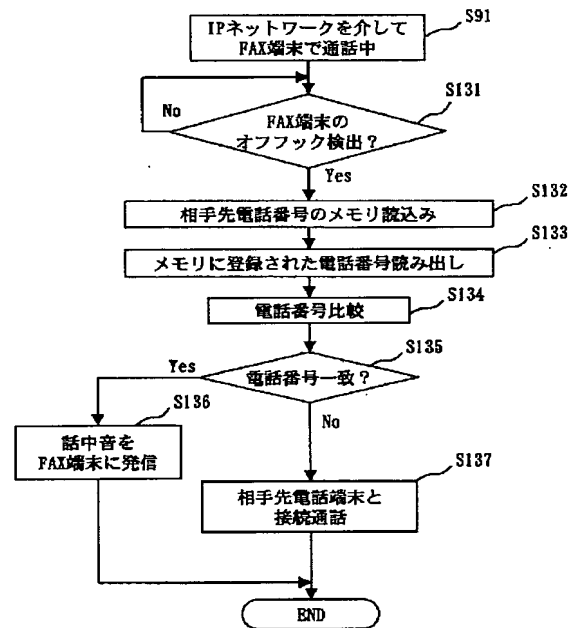 S91
IPネットワークを介して
FAX端末で通話中
S131
No
FAX端末の
オフフック検出?
Yes
S132
相手先電話番号のメモリ読込み
S133
メモリに登録された電話番号読み出し
S134
電話番号比較
S135
Yes
電話番号一致?
S136
No
話中音を
FAX端末に発信
S137
相手先電話端末と
接続通話
END